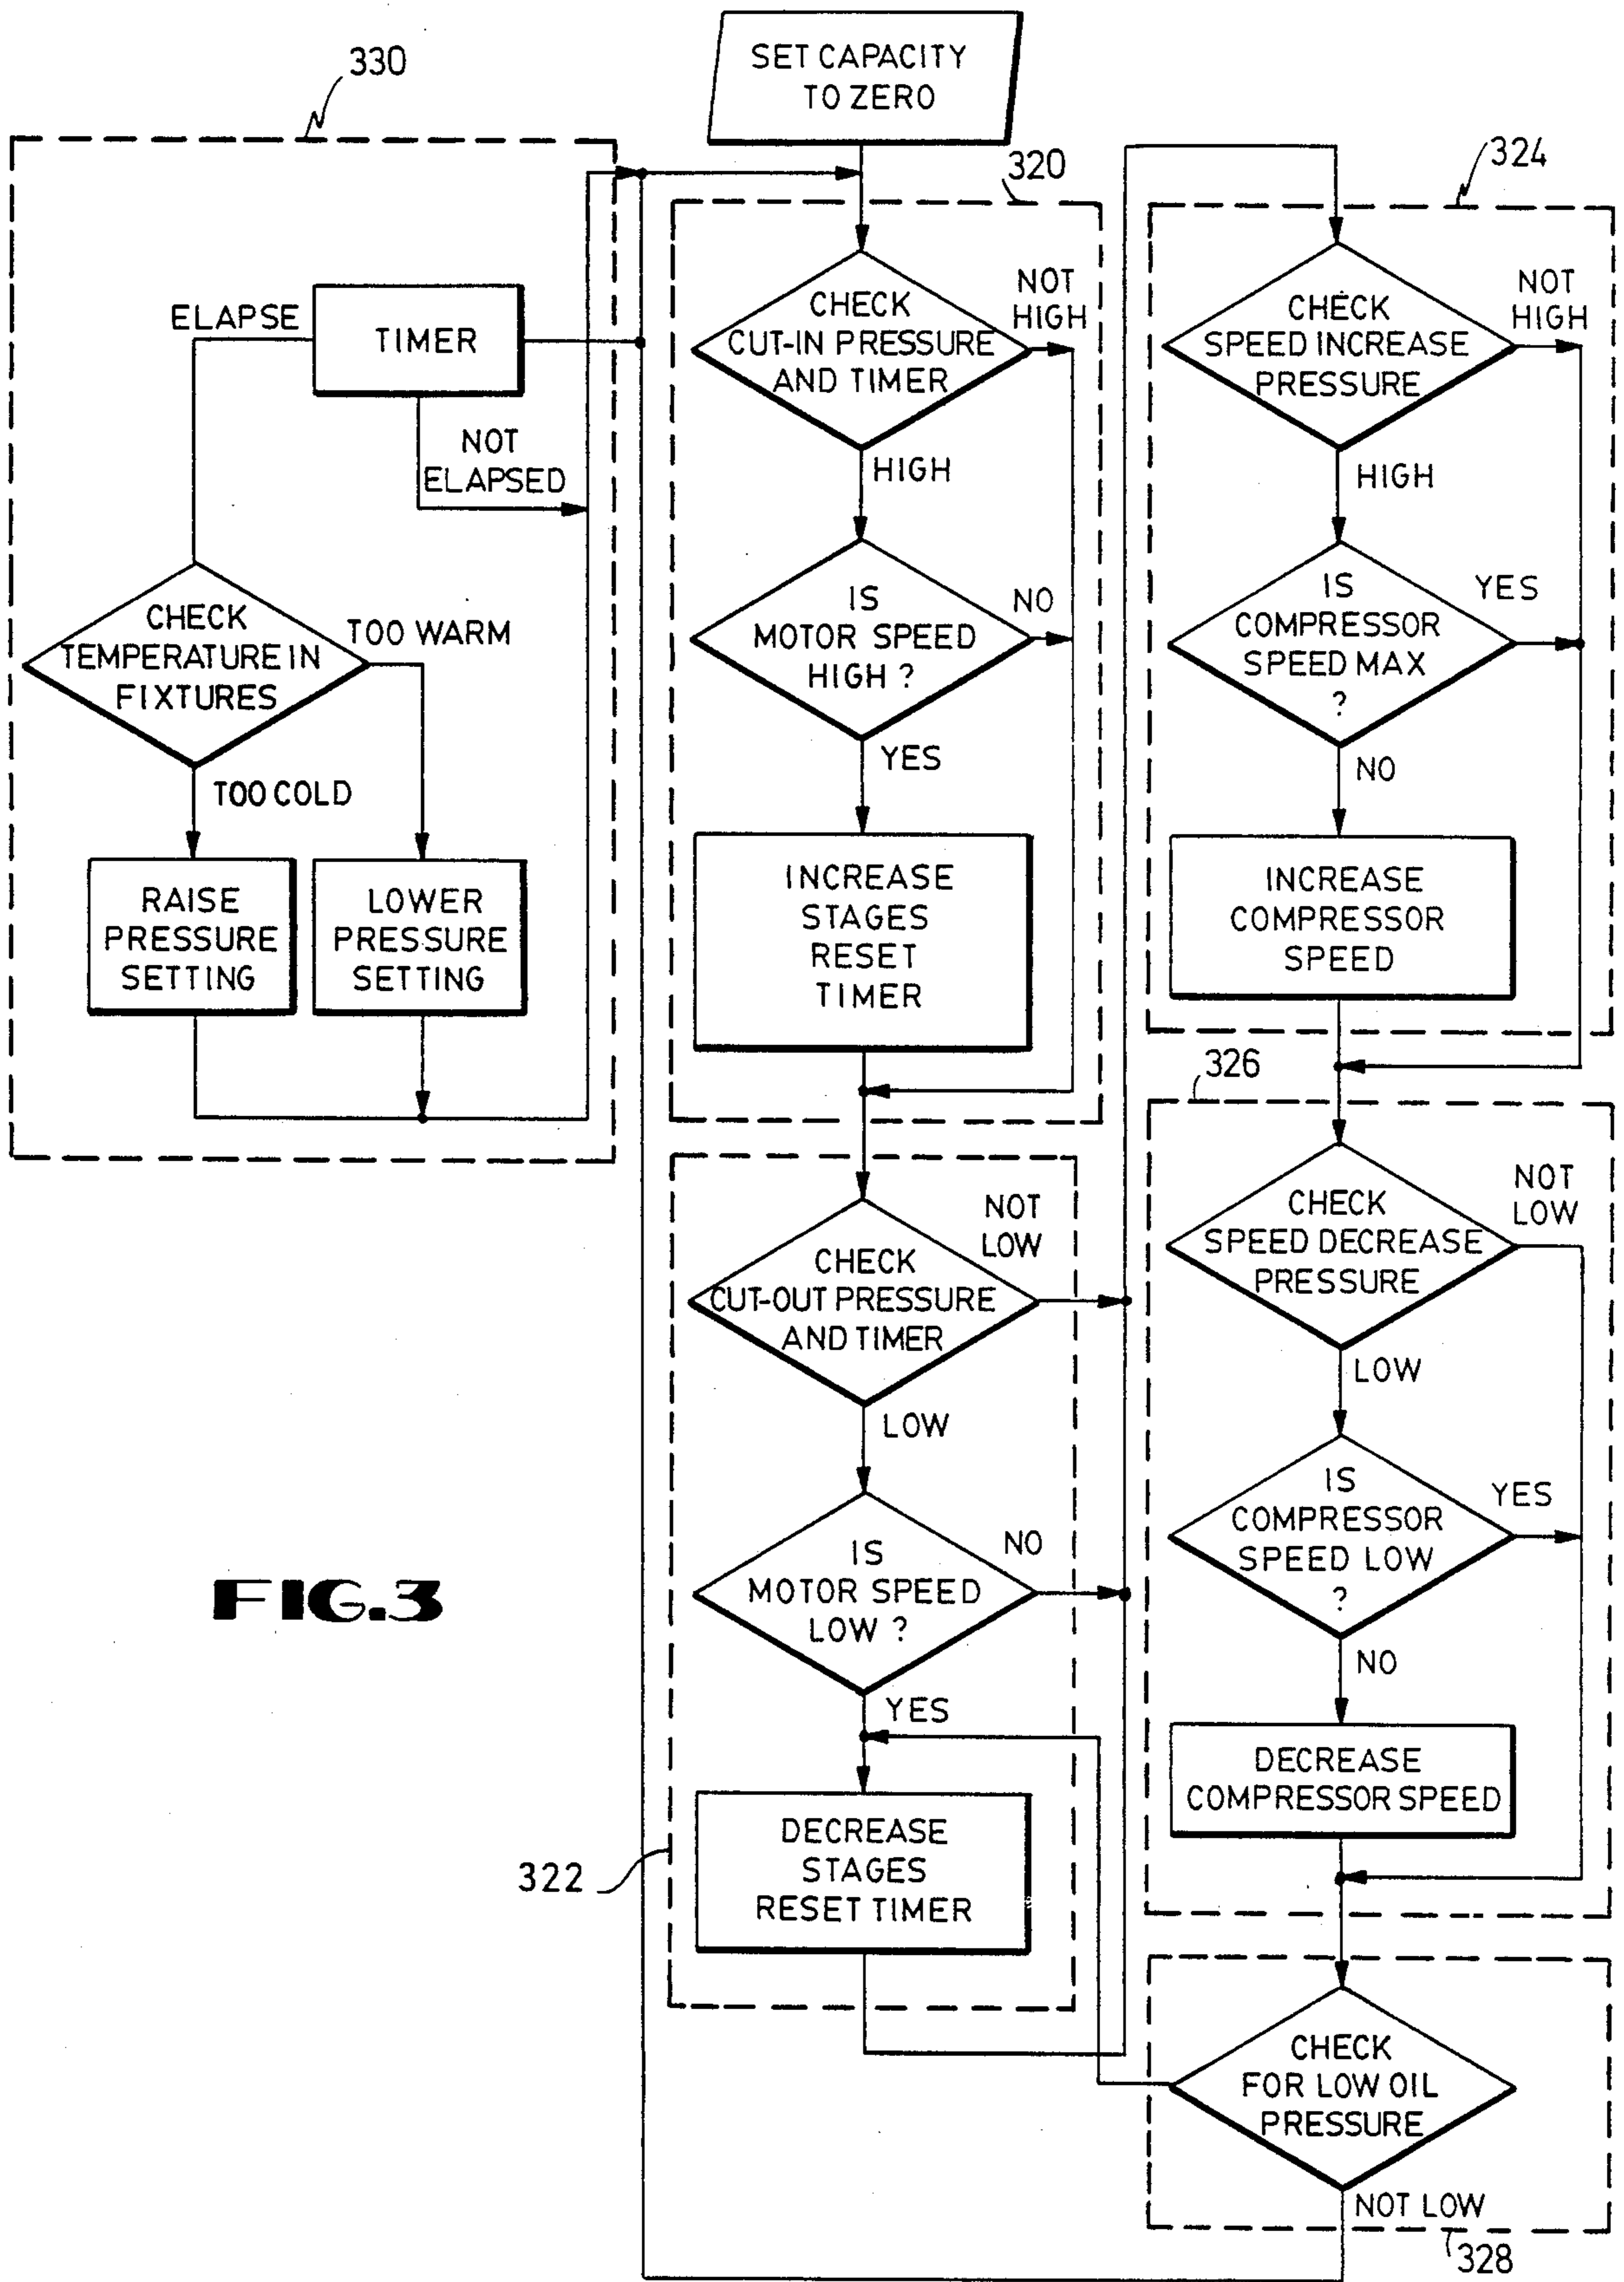 SET CAPACITY
TO ZERO
330
ELAPSE
TIMER
NOT
ELAPSED
CHECK
TEMPERATURE IN
FIXTURES
TOO WARM
TOO COLD
RAISE
PRESSURE
SETTING
LOWER
PRESSURE
SETTING
320
CHECK
CUT-IN PRESSURE
AND TIMER
NOT
HIGH
HIGH
IS
MOTOR SPEED
HIGH ?
NO
YES
INCREASE
STAGES
RESET
TIMER
CHECK
CUT-OUT PRESSURE
AND TIMER
NOT
LOW
LOW
IS
MOTOR SPEED
LOW ?
NO
YES
DECREASE
STAGES
RESET TIMER
322
324
CHECK
SPEED INCREASE
PRESSURE
NOT
HIGH
HIGH
IS
COMPRESSOR
SPEED MAX
?
YES
NO
INCREASE
COMPRESSOR
SPEED
326
CHECK
SPEED DECREASE
PRESSURE
NOT
LOW
LOW
IS
COMPRESSOR
SPEED LOW
?
YES
NO
DECREASE
COMPRESSOR SPEED
CHECK
FOR LOW OIL
PRESSURE
NOT LOW
328
FIG.3